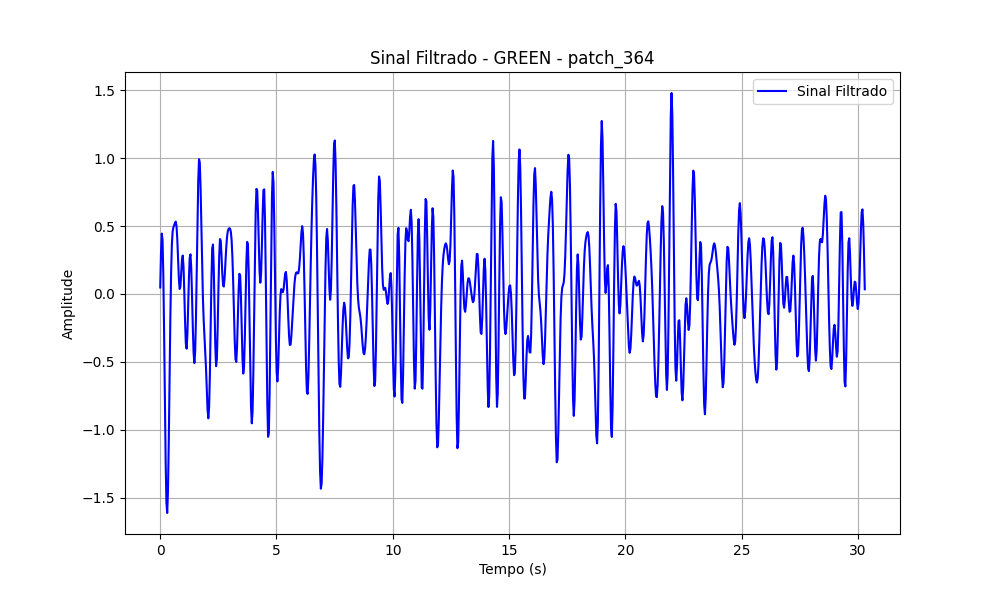 Sinal Filtrado - GREEN - patch_364
Sinal Filtrado
1.5
1.0
0.5
0.0
−0.5
−1.0
−1.5
Amplitude
0 5 10 15 20 25 30
Tempo (s)